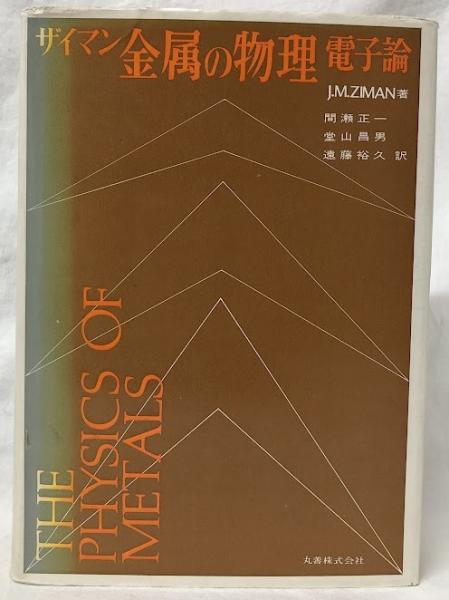 ザイマン 金属の物理 電子論
J.M.ZIMAN著
間瀬正一
堂山昌男
遠藤裕久 訳
THE
PHYSICS OF
METALS
丸善株式会社